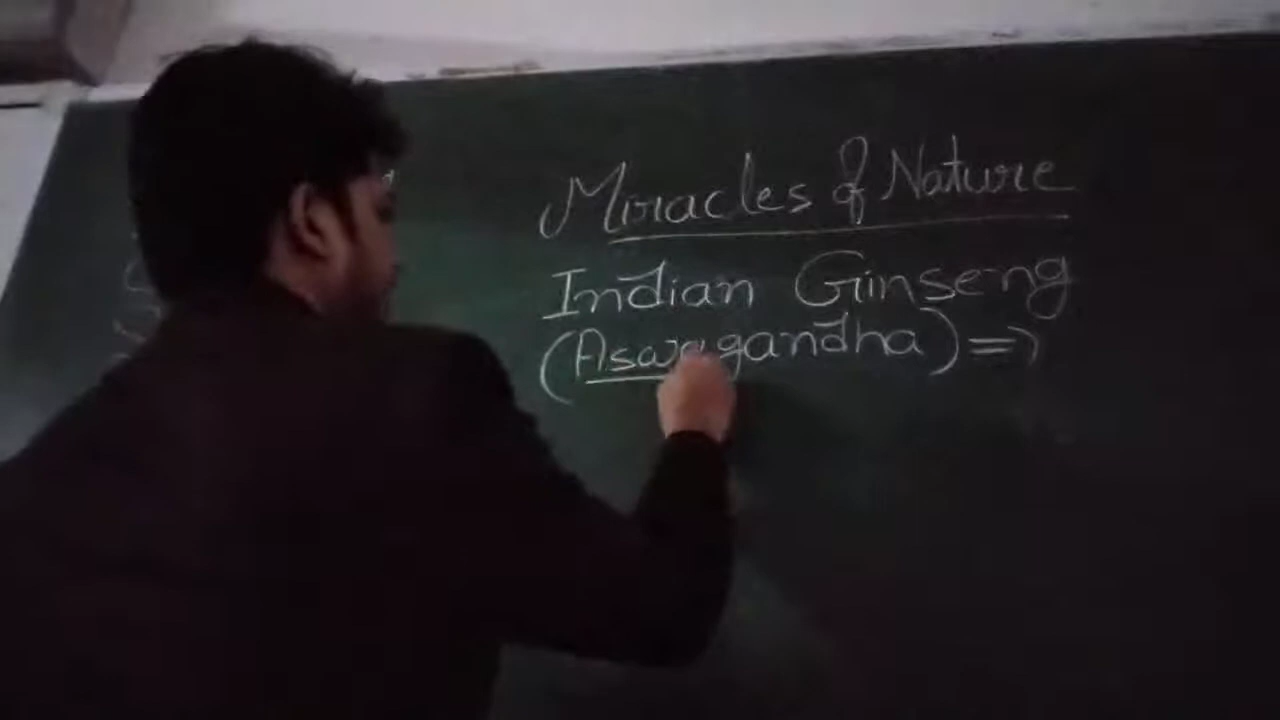 Miracles of Nature
Indian Ginseng
(Aswagandha) =>